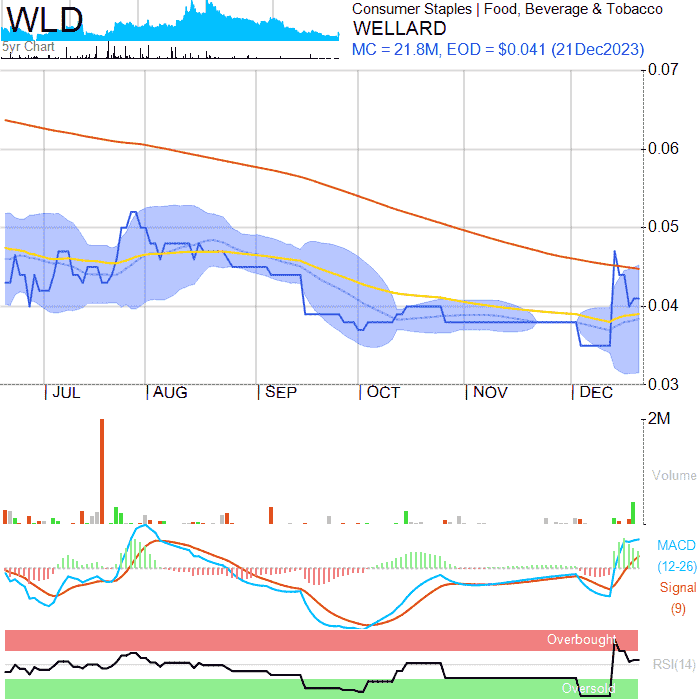 WLD
5yr Chart
Consumer Staples | Food, Beverage & Tobacco
WELLARD
MC = 21.8M, EOD = $0.041 (21Dec2023)
0.07
0.06
0.05
0.04
0.03
JUL AUG SEP OCT NOV DEC
2M
Volume
MACD
(12-26)
Signal
(9)
Overbought
RSI(14)
Oversold